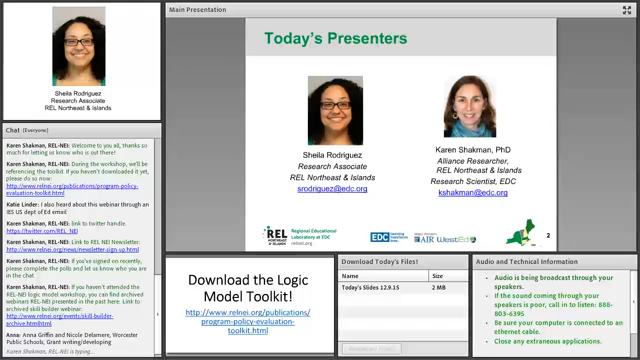 Main Presentation
Sheila Rodriguez
Research Associate
REL Northeast & Islands
Chat (Everyone)
Karen Shakman, REL-NEI: Welcome to you all, thanks so
much for letting us know who is out there!
Karen Shakman, REL-NEI: During the workshop, we'll be
referencing the toolkit. If you haven't downloaded it yet,
please do so now:
http://www.relnei.org/publications/program-policy-
evaluation-toolkit.html
Katie Linder: I also heard about this webinar through an
IES US dept of Ed email
Karen Shakman, REL-NEI: link to twitter handle:
https://twitter.com/REL_NEI
Karen Shakman, REL-NEI: Link to REL NEI Newsletter:
http://www.relnei.org/news/newsletter-sign-up.html
Karen Shakman, REL-NEI: If you've signed on recently,
please complete the polls and let us know who you are
in the chat.
Karen Shakman, REL-NEI: If you haven't attended the
REL-NEI logic model workshop, you can find archived
webinars REL-NEI presented in the past here: Link to
archived skill builder webinar:
http://www.relnei.org/events/skill-builder-
archive.html
Anna: Anna Griffin and Nicole Delamere, Worcester
Public Schools, Grant writing/developing
Karen Shakman, REL-NEI is typing...
Today's Presenters
Sheila Rodriguez
Research Associate
REL Northeast & Islands
srodriguez@edc.org
Karen Shakman, PhD
Alliance Researcher,
REL Northeast & Islands
Research Scientist, EDC
kshakman@edc.org
REL
NORTHEAST
& ISLANDS
Regional Educational
Laboratory at EDC
relnei.org
EDC
AIR
WestEd
2
Download the Logic
Model Toolkit!
http://www.relnei.org/publications/
program-policy-evaluation-
toolkit.html
Download Today's Files!
Name
Size
Today's Slides 12.9.15
2 MB
Audio and Technical Information
Audio is being broadcast through your
speakers.
If the sound coming through your
speakers is poor, call in to listen: 888-
803-6395
Be sure your computer is connected to an
ethernet cable.
Close any extraneous applications.